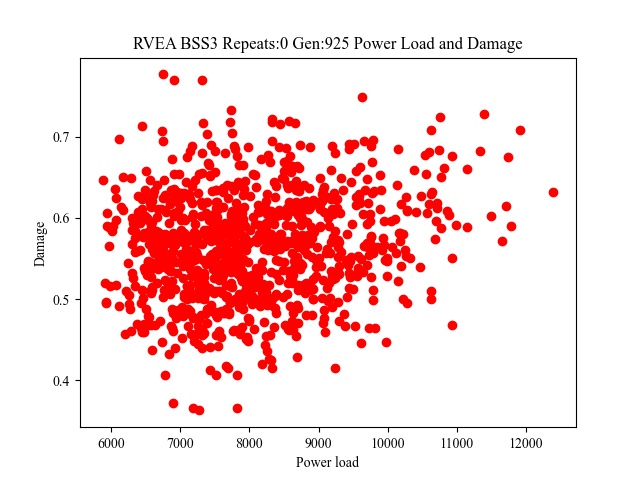 RVEA BSS3 Repeats:0 Gen:925 Power Load and Damage
0.7
0.6
0.5
0.4
Damage
6000 7000 8000 9000 10000 11000 12000
Power load